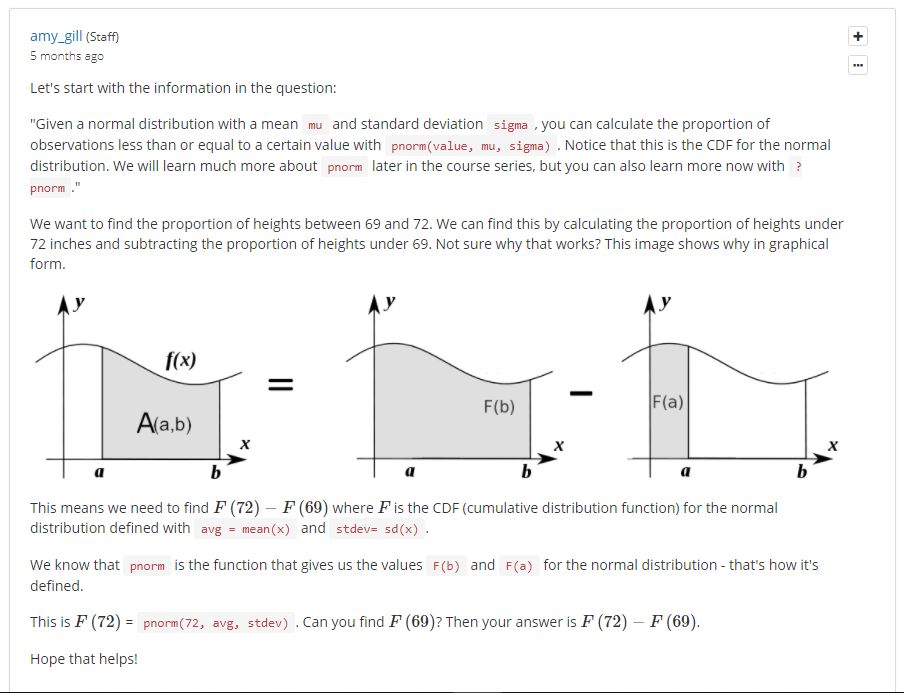 amy_gill (Staff)
+
5 months ago
...
Let's start with the information in the question:
"Given a normal distribution with a mean mu and standard deviation sigma , you can calculate the proportion of
observations less than or equal to a certain value with pnorm(value, mu, sigma) . Notice that this is the CDF for the normal
distribution. We will learn much more about pnorm later in the course series, but you can also learn more now with ?
pnorm ."
We want to find the proportion of heights between 69 and 72. We can find this by calculating the proportion of heights under
72 inches and subtracting the proportion of heights under 69. Not sure why that works? This image shows why in graphical
form.
y y y
f(x)
= −
A(a,b) F(b) F(a)
x x x
a b a b a b
This means we need to find F (72) − F (69) where F is the CDF (cumulative distribution function) for the normal
distribution defined with avg = mean(x) and stdev= sd(x) .
We know that pnorm is the function that gives us the values F(b) and F(a) for the normal distribution - that's how it's
defined.
This is F (72) = pnorm(72, avg, stdev) . Can you find F (69)? Then your answer is F (72) − F (69).
Hope that helps!